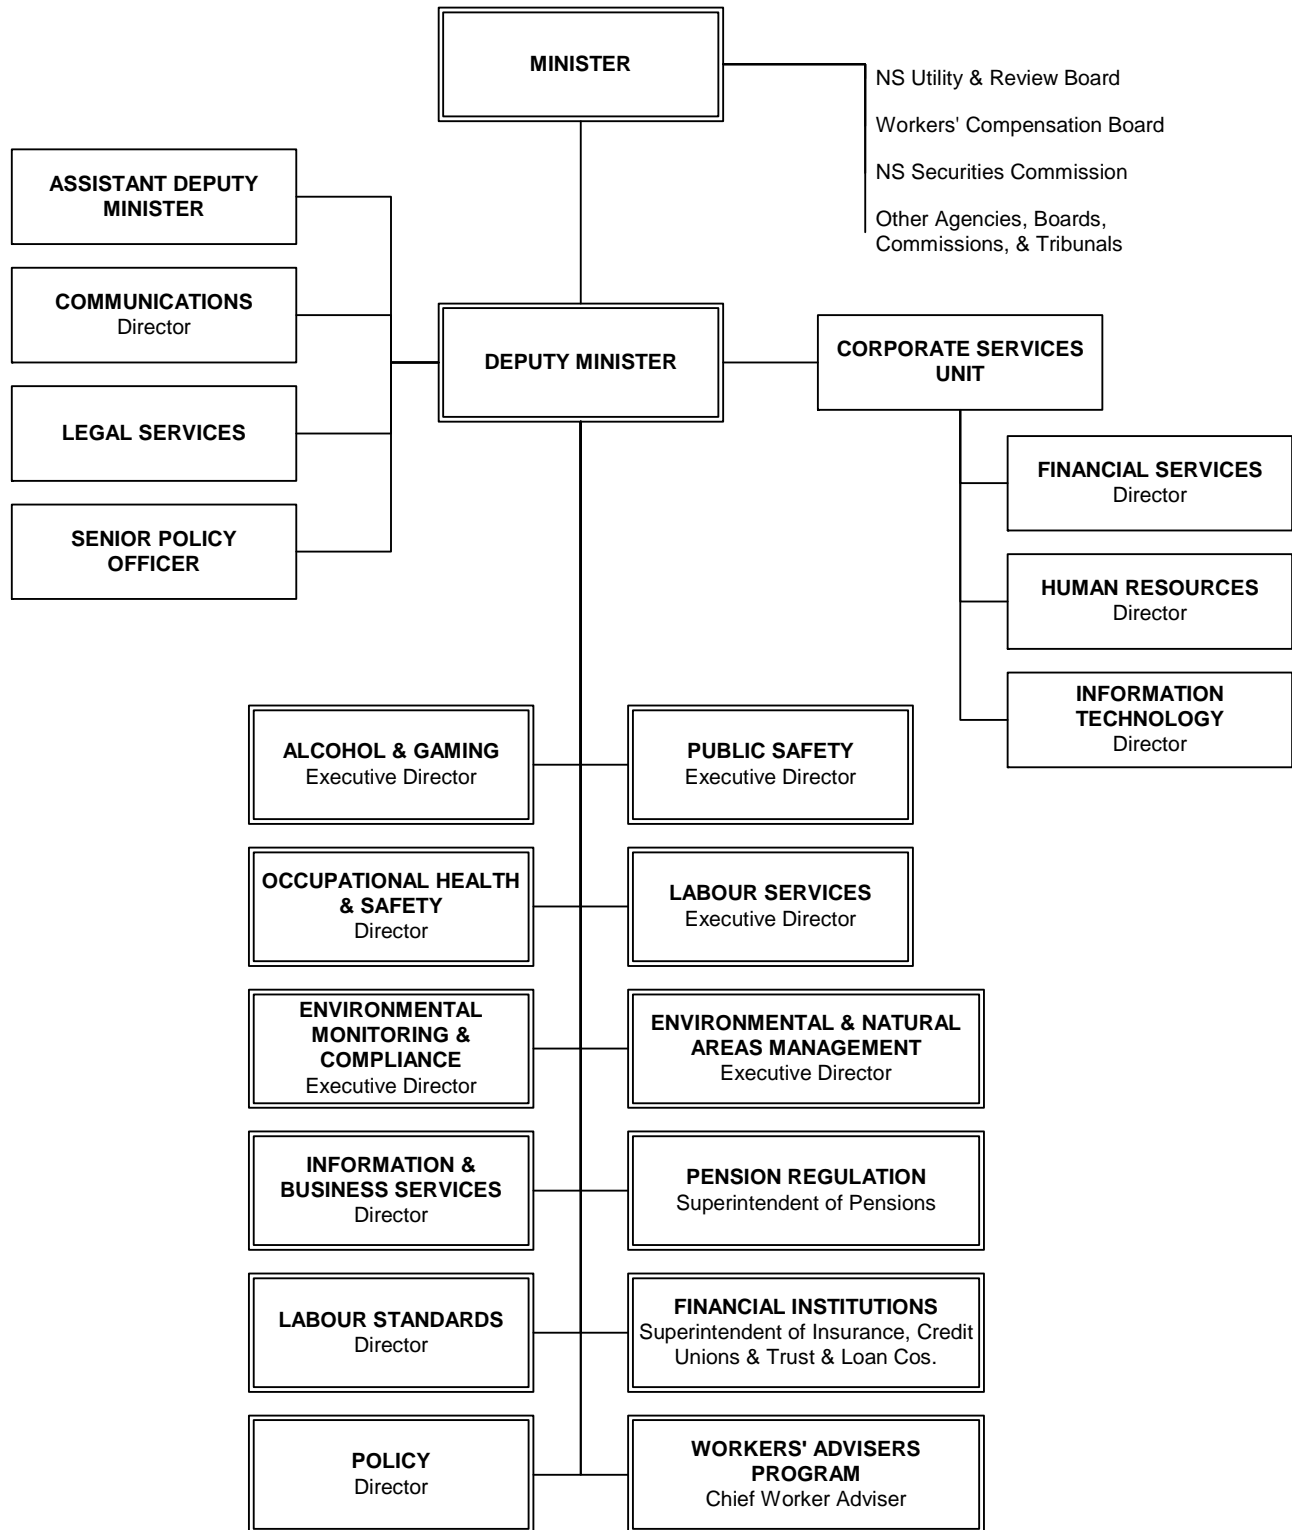 MINISTER
NS Utility & Review Board
Workers' Compensation Board
NS Securities Commission
Other Agencies, Boards,
Commissions, & Tribunals
ASSISTANT DEPUTY
MINISTER
COMMUNICATIONS
Director
LEGAL SERVICES
SENIOR POLICY
OFFICER
DEPUTY MINISTER
CORPORATE SERVICES
UNIT
FINANCIAL SERVICES
Director
HUMAN RESOURCES
Director
INFORMATION
TECHNOLOGY
Director
ALCOHOL & GAMING
Executive Director
PUBLIC SAFETY
Executive Director
OCCUPATIONAL HEALTH
& SAFETY
Director
LABOUR SERVICES
Executive Director
ENVIRONMENTAL
MONITORING &
COMPLIANCE
Executive Director
ENVIRONMENTAL & NATURAL
AREAS MANAGEMENT
Executive Director
INFORMATION &
BUSINESS SERVICES
Director
PENSION REGULATION
Superintendent of Pensions
LABOUR STANDARDS
Director
FINANCIAL INSTITUTIONS
Superintendent of Insurance, Credit
Unions & Trust & Loan Cos.
POLICY
Director
WORKERS' ADVISERS
PROGRAM
Chief Worker Adviser